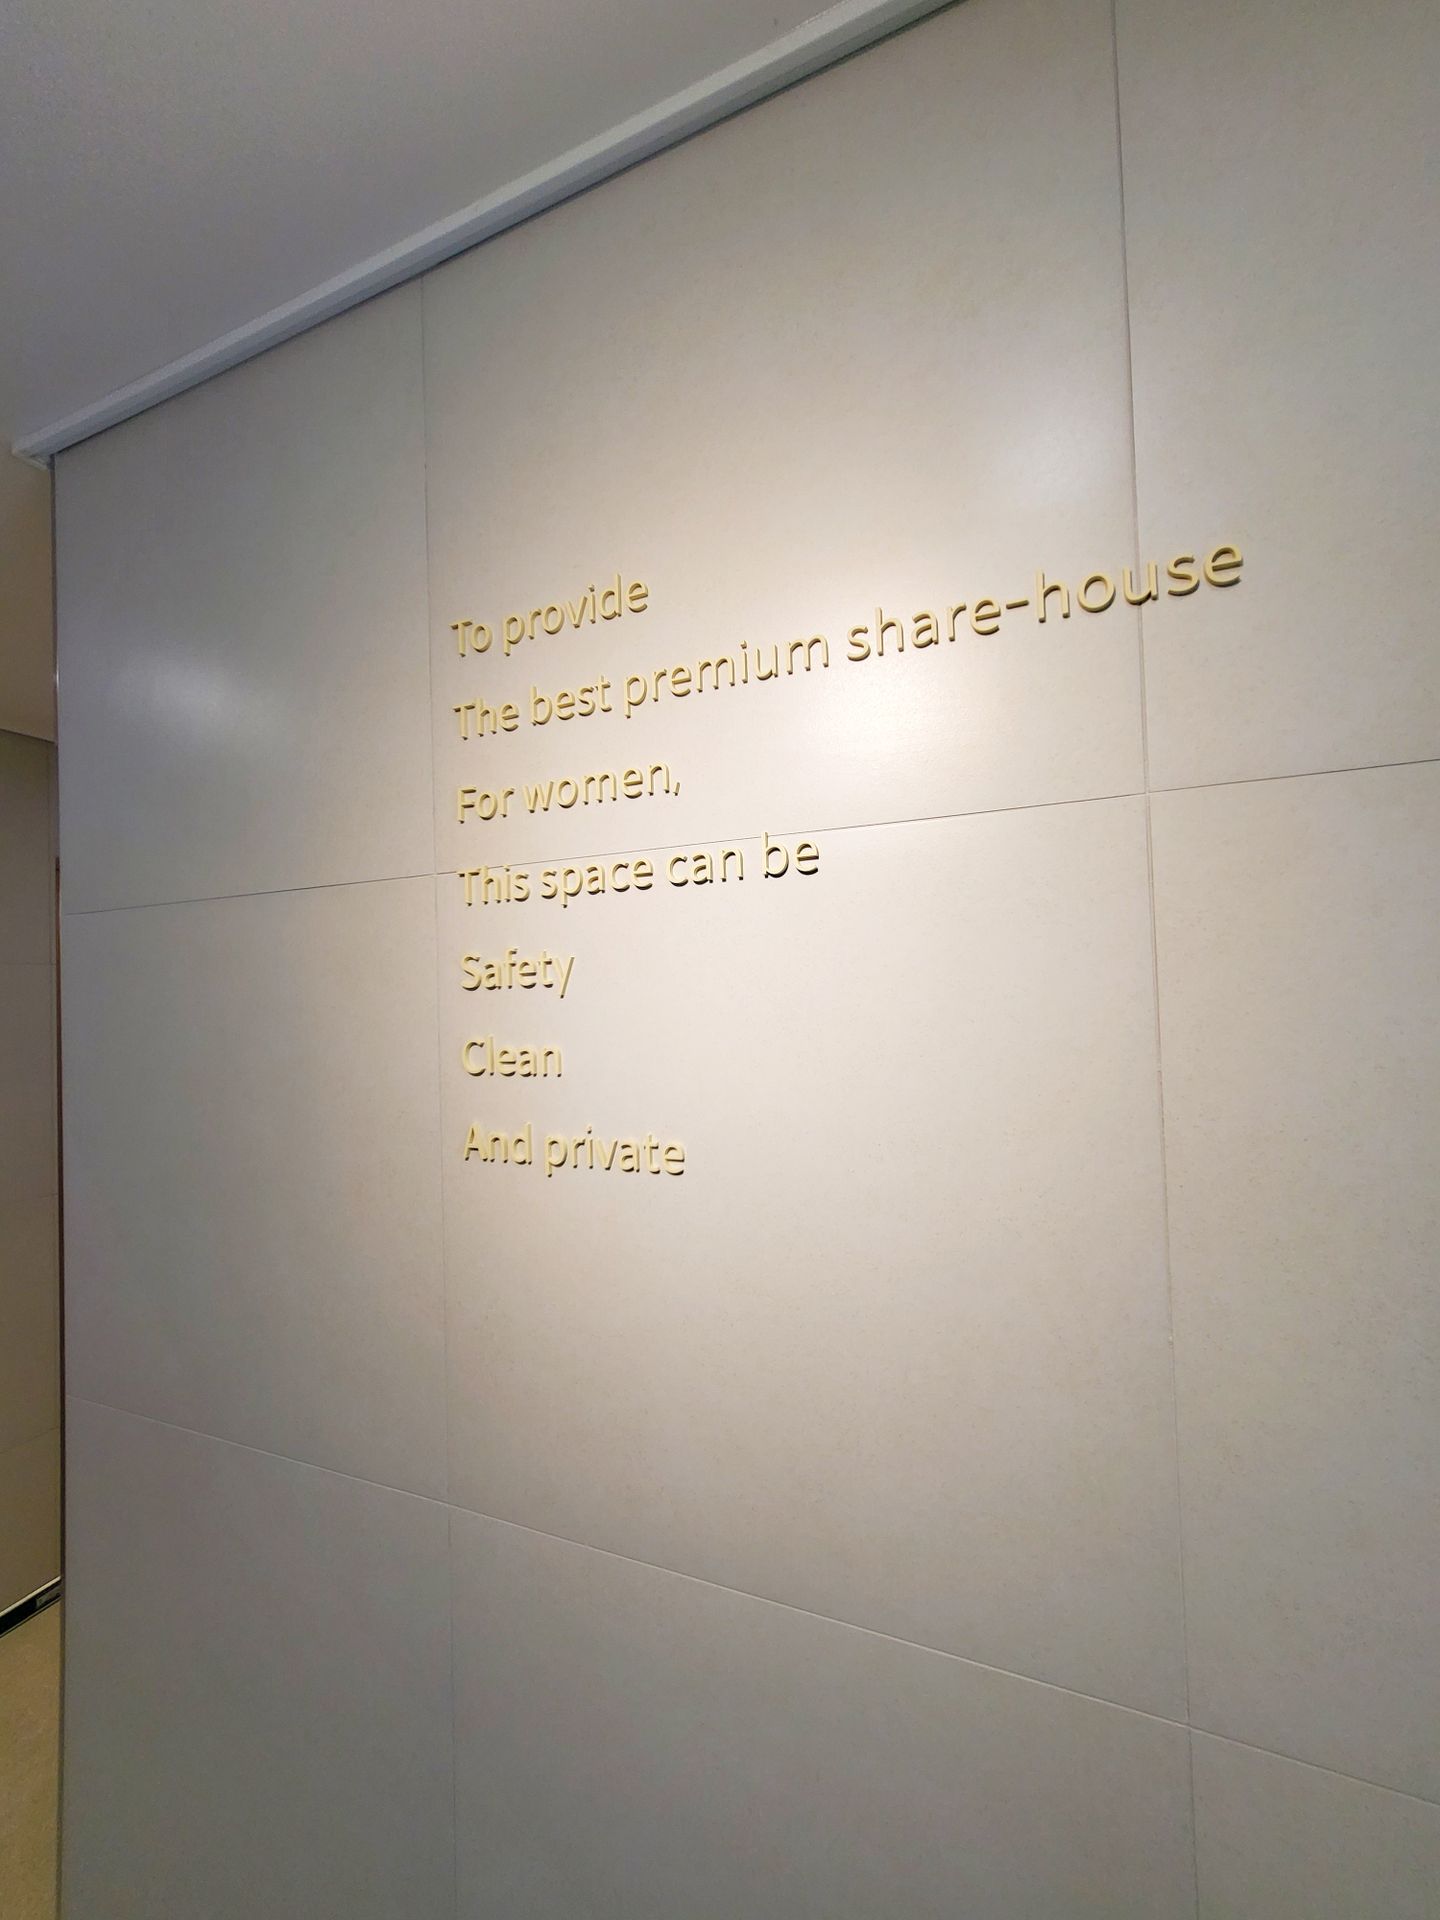 To provide
The best premium share-house
For women,
This space can be
Safety
Clean
And private